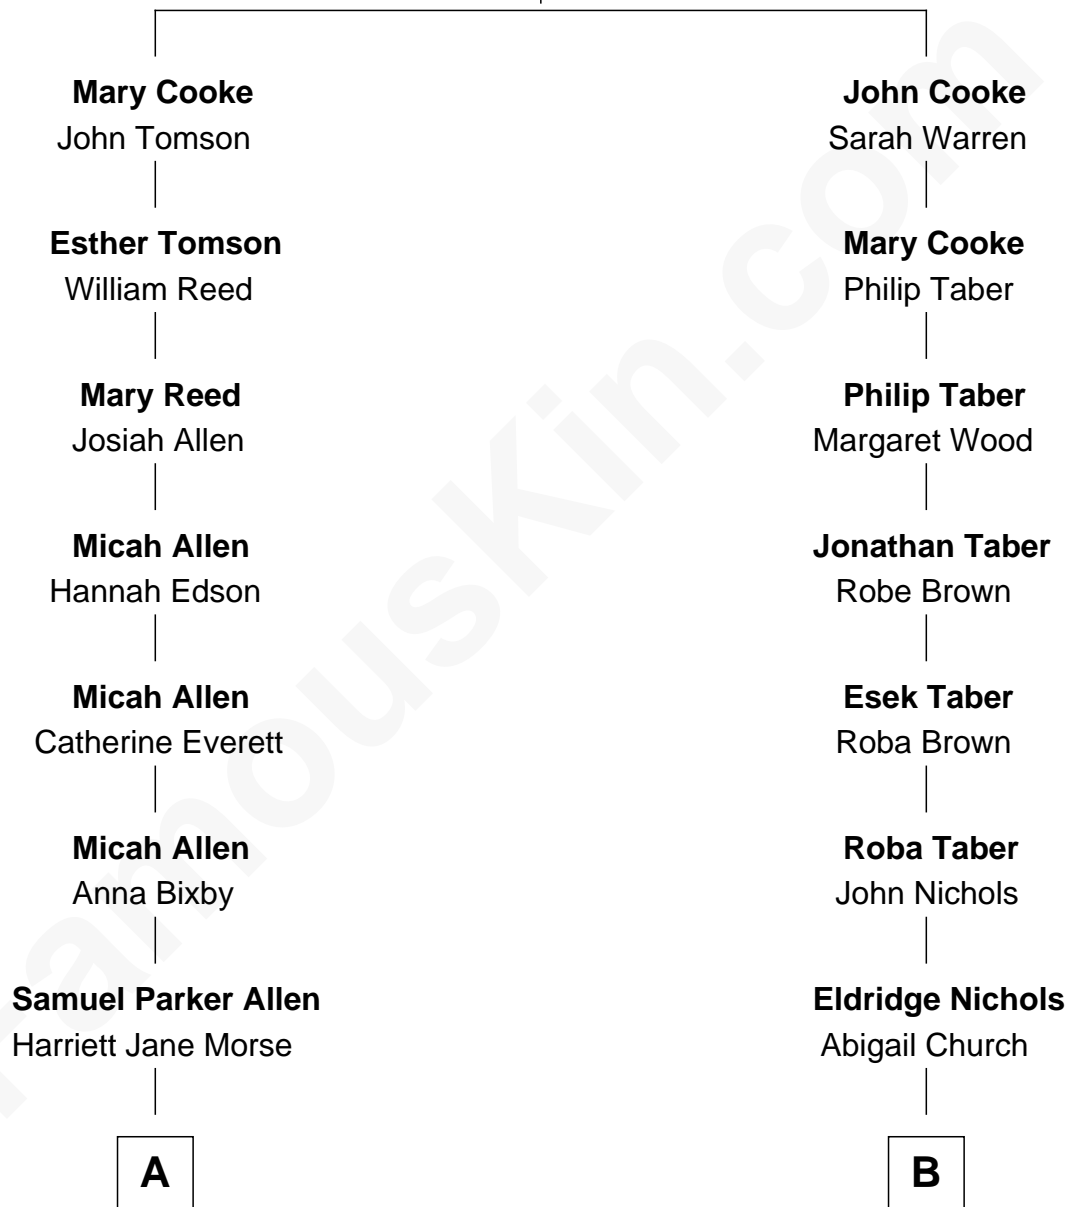 Mary Cooke
John Tomson
Esther Tomson
William Reed
Mary Reed
Josiah Allen
Micah Allen
Hannah Edson
Micah Allen
Catherine Everett
Micah Allen
Anna Bixby
Samuel Parker Allen
Harriett Jane Morse
A
John Cooke
Sarah Warren
Mary Cooke
Philip Taber
Philip Taber
Margaret Wood
Jonathan Taber
Robe Brown
Esek Taber
Roba Brown
Roba Taber
John Nichols
Eldridge Nichols
Abigail Church
B
FamousKin.com